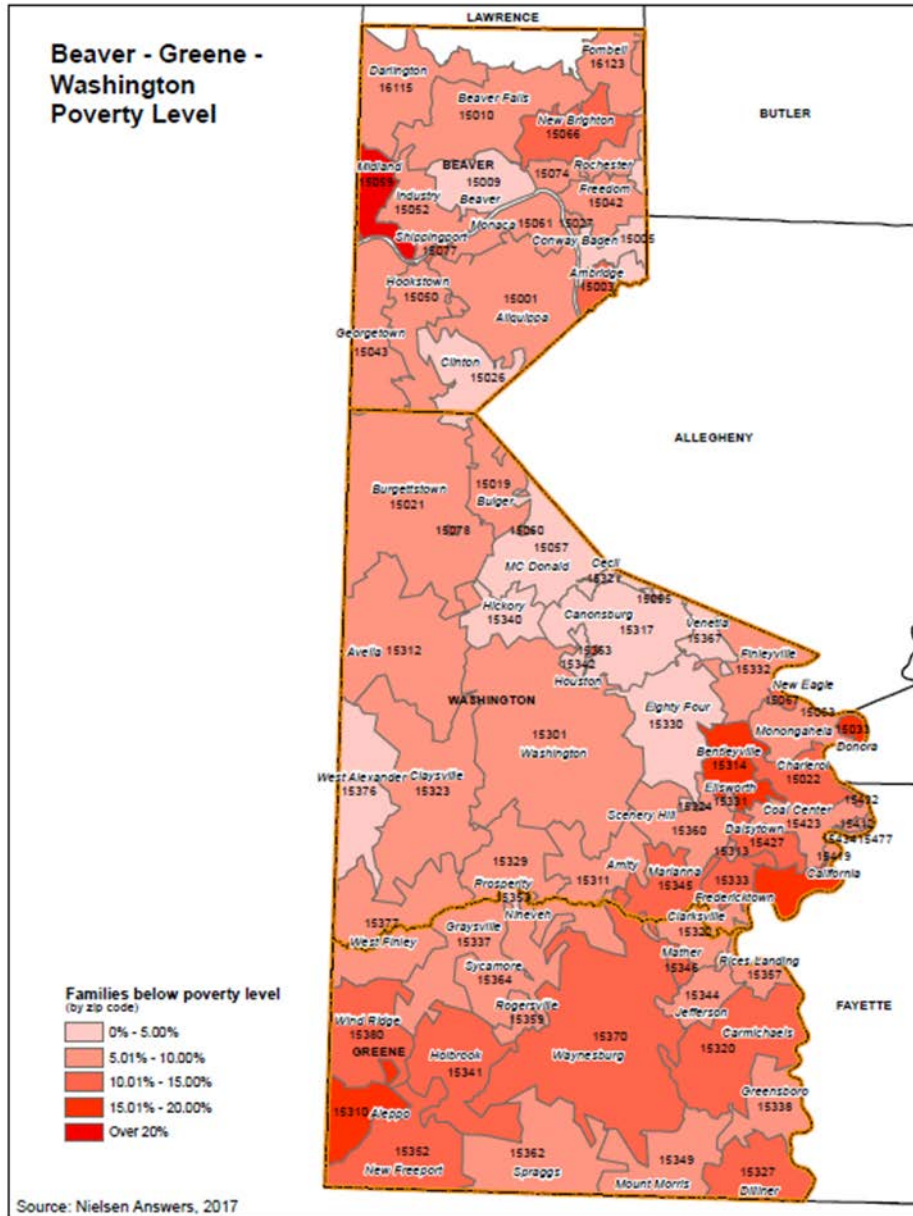 LAWRENCE
Beaver - Greene -
Washington
Poverty Level
Fombell
16123
Darlington
16115
Beaver Falls
15010
BUTLER
New Brighton
15066
Midland
15059
BEAVER
15009
Beaver
15074
Rochester
Freedom
15042
Industry
15052
Monaca
15061
15027
Conway
Baden
15005
Shippingport
15077
Ambridge
15003
Hookstown
15050
15001
Aliquippa
Georgetown
15043
Clinton
15026
ALLEGHENY
Burgettstown
15021
15019
Bulger
15078
15060
15057
MC Donald
Cecil
15321
Hickory
15340
Canonsburg
15317
15055
Venetia
15367
Avella
15312
15363
15342
Houston
Finleyville
15332
New Eagle
15067
15063
Monongahela
15033
Donora
WASHINGTON
15301
Washington
Eighty Four
15330
Bentleyville
15314
Charleroi
15022
West Alexander
15376
Claysville
15323
Ellsworth
15331
15324
Scenery Hill
15360
Coal Center
15423
15432
15412
15434
15477
Daisytown
15427
15313
15419
California
15329
Prosperity
15353
Amity
15311
Marianna
15345
15333
Fredericktown
15377
West Finley
Nineveh
Graysville
15337
Clarksville
15322
Sycamore
15364
Mather
15346
Rices Landing
15357
Rogersville
15359
15344
Jefferson
FAYETTE
Families below poverty level
(by zip code)
0% - 5.00%
5.01% - 10.00%
10.01% - 15.00%
15.01% - 20.00%
Over 20%
Wind Ridge
15380
GREENE
Holbrook
15341
15370
Waynesburg
Carmichaels
15320
Greensboro
15338
15310
Aleppo
15352
New Freeport
15362
Spraggs
15349
Mount Morris
15327
Dilliner
Source: Nielsen Answers, 2017